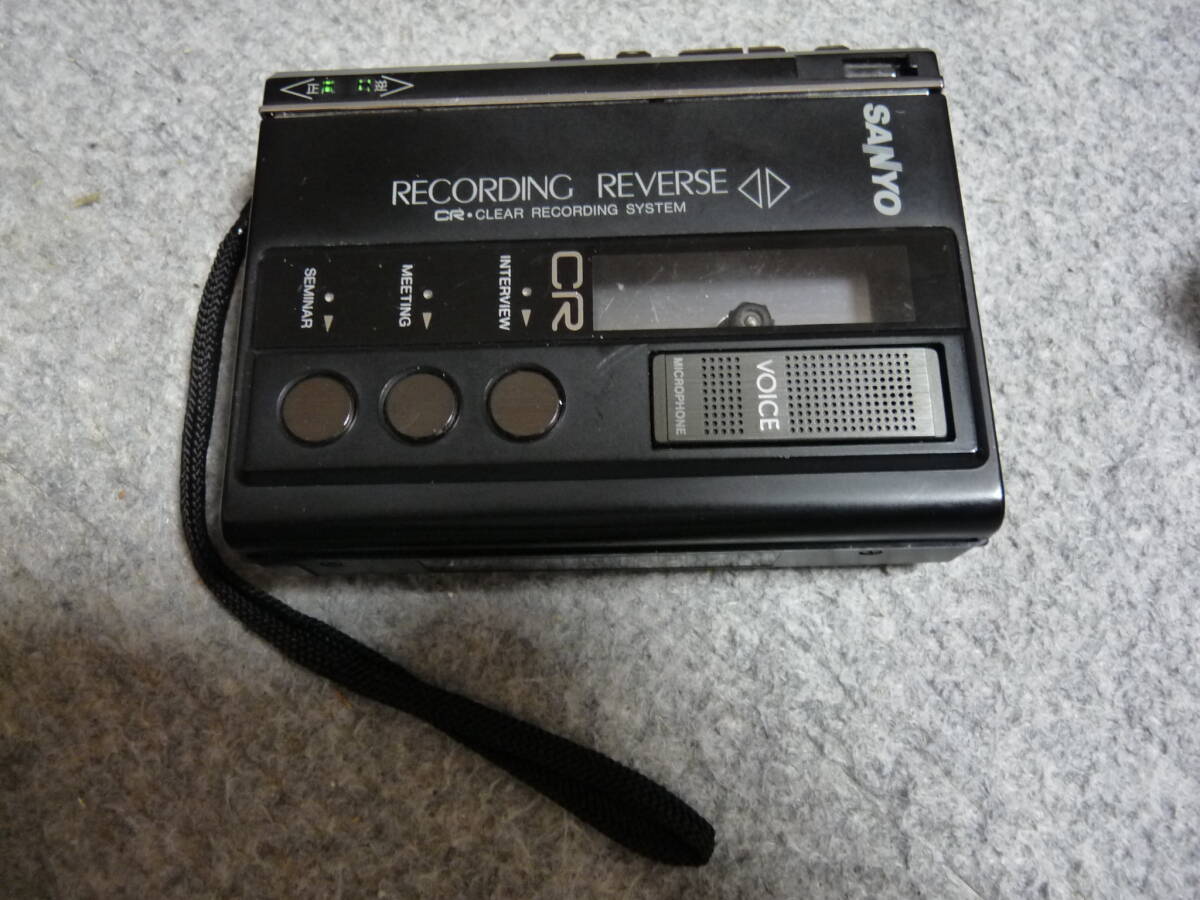 SANYO
RECORDING REVERSE
CR•CLEAR RECORDING SYSTEM
CR
INTERVIEW
MEETING
SEMINAR
VOICE
MICROPHONE